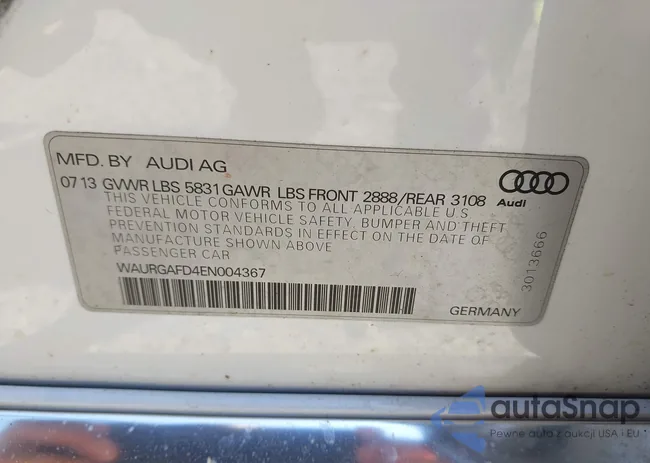 MFD. BY AUDI AG
07 13 GVWR LBS 5831 GAWR LBS FRONT 2888/REAR 3108
THIS VEHICLE CONFORMS TO ALL APPLICABLE U.S
FEDERAL MOTOR VEHICLE SAFETY, BUMPER AND THEFT
PREVENTION STANDARDS IN EFFECT ON THE DATE OF
MANUFACTURE SHOWN ABOVE
PASSENGER CAR
WAURGAFD4EN004367
Audi
3013666
GERMANY
autaSnap
Pewne auta z aukcji USA i EU